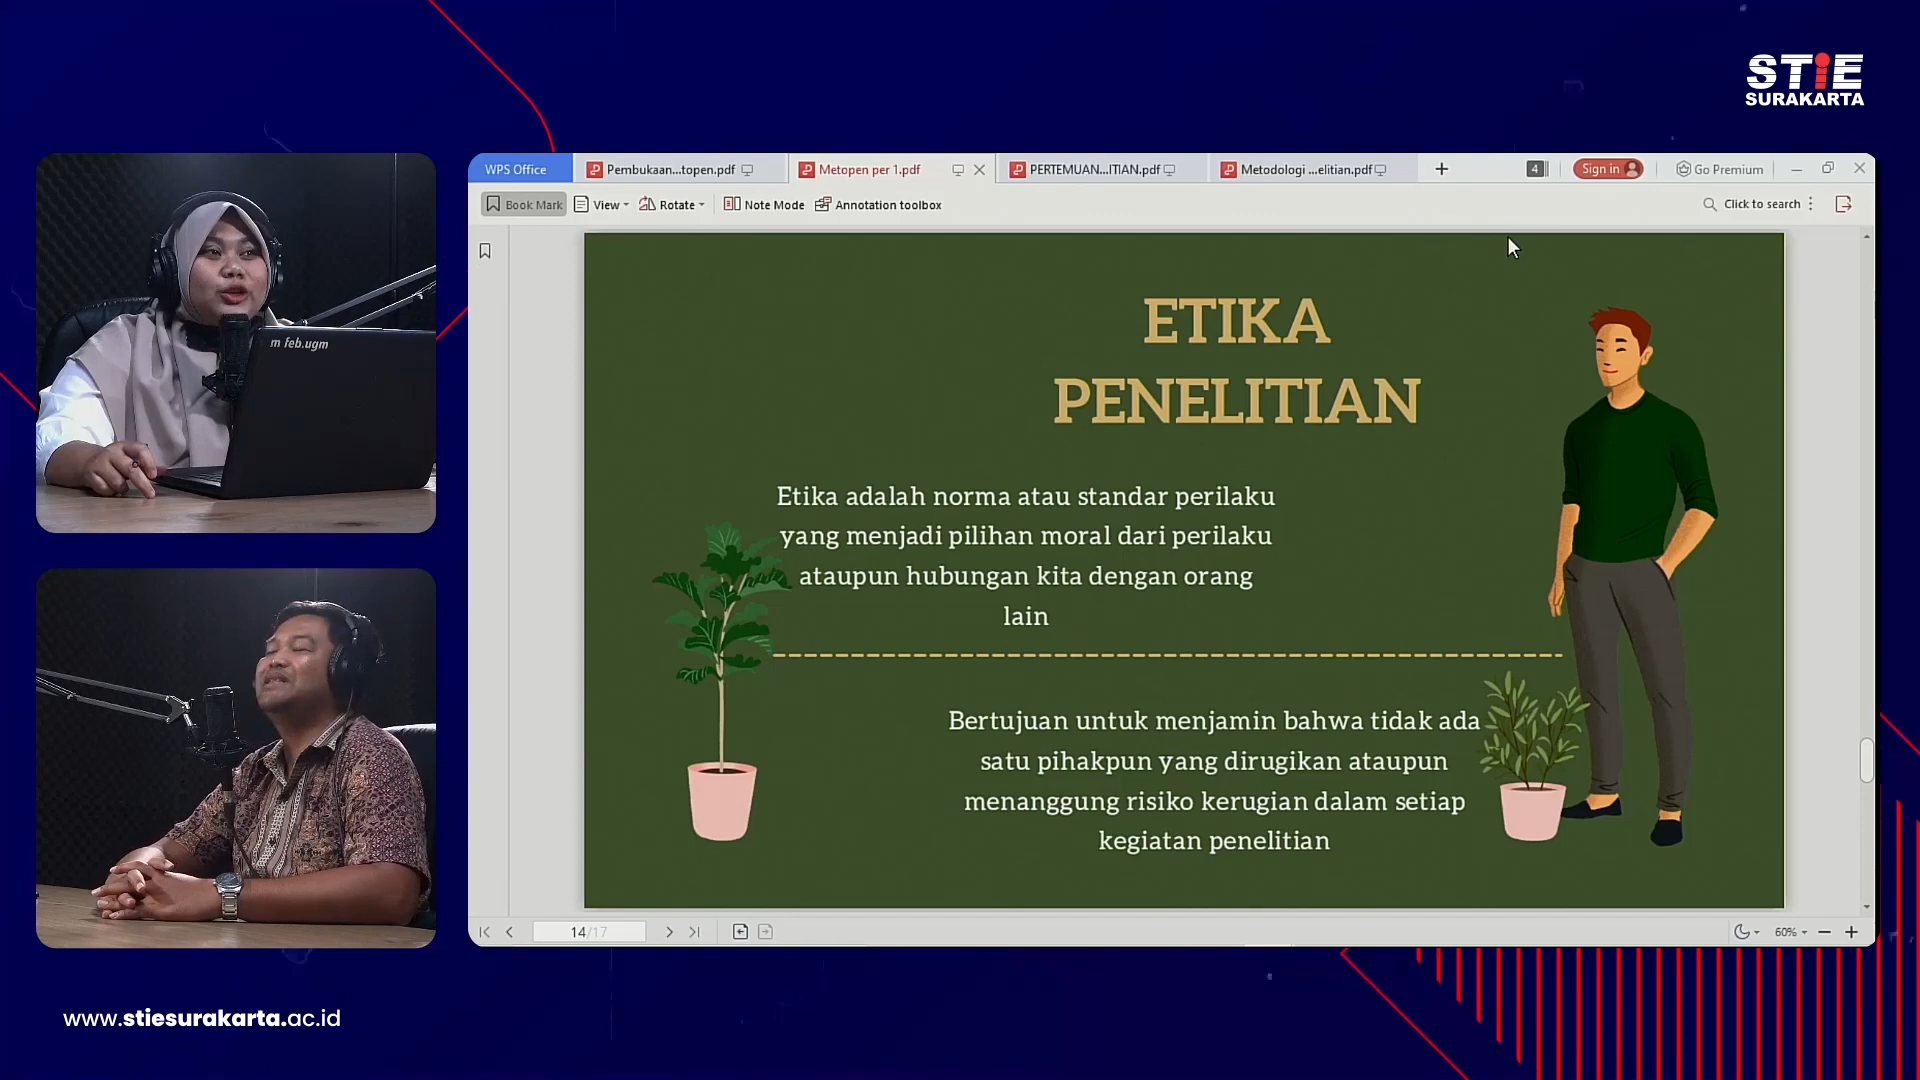 STiE
SURAKARTA
WPS Office
Pembukaan...topen.pdf
Metopen per 1.pdf
PERTEMUAN...ITIAN.pdf
Metodologi ...elitian.pdf
4
Sign in
Go Premium
Book Mark
View
Rotate
Note Mode
Annotation toolbox
Click to search
ETIKA
PENELITIAN
Etika adalah norma atau standar perilaku
yang menjadi pilihan moral dari perilaku
ataupun hubungan kita dengan orang
lain
Bertujuan untuk menjamin bahwa tidak ada
satu pihakpun yang dirugikan ataupun
menanggung risiko kerugian dalam setiap
kegiatan penelitian
14/17
60%
m feb.ugm
www.stiesurakarta.ac.id